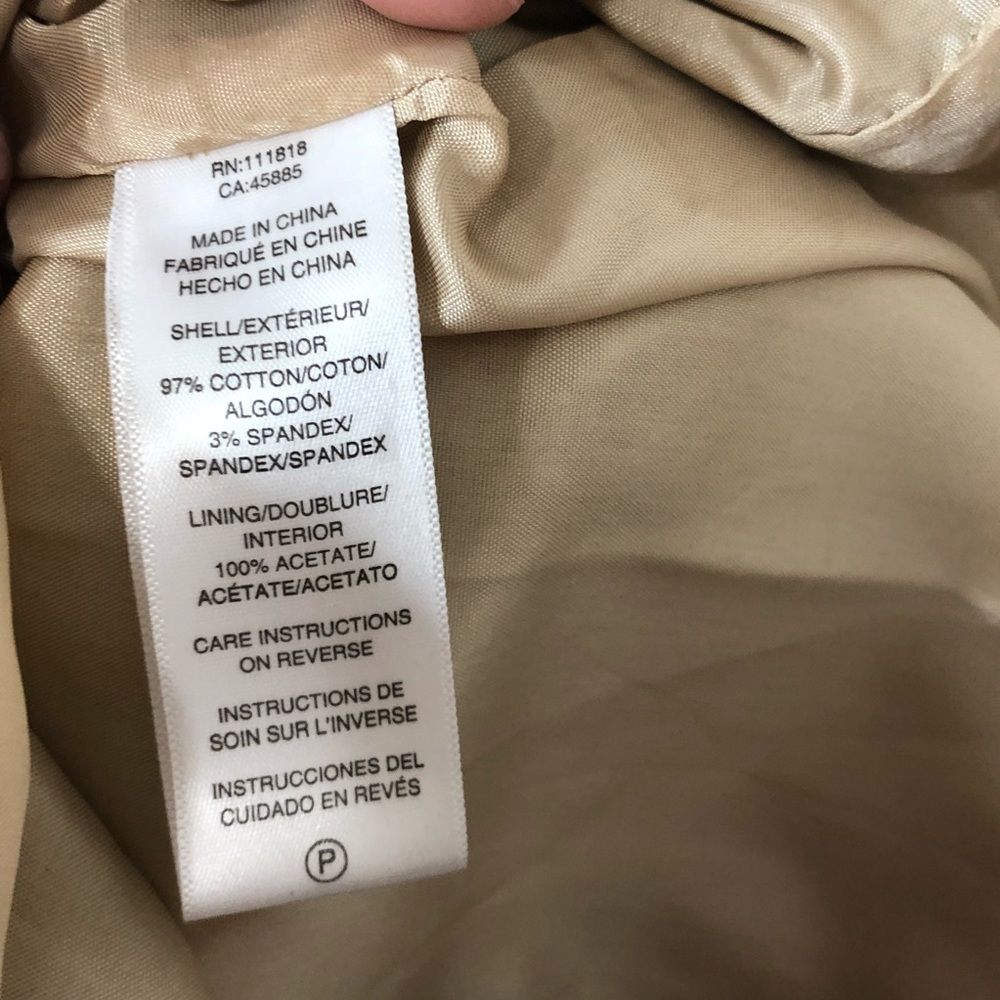 RN:111818
CA:45885
MADE IN CHINA
FABRIQUÉ EN CHINE
HECHO EN CHINA
SHELL/EXTÉRIEUR/
EXTERIOR
97% COTTON/COTON/
ALGODÓN
3% SPANDEX/
SPANDEX/SPANDEX
LINING/DOUBLURE/
INTERIOR
100% ACETATE/
ACÉTATE/ACETATO
CARE INSTRUCTIONS
ON REVERSE
INSTRUCTIONS DE
SOIN SUR L'INVERSE
INSTRUCCIONES DEL
CUIDADO EN REVÉS
P